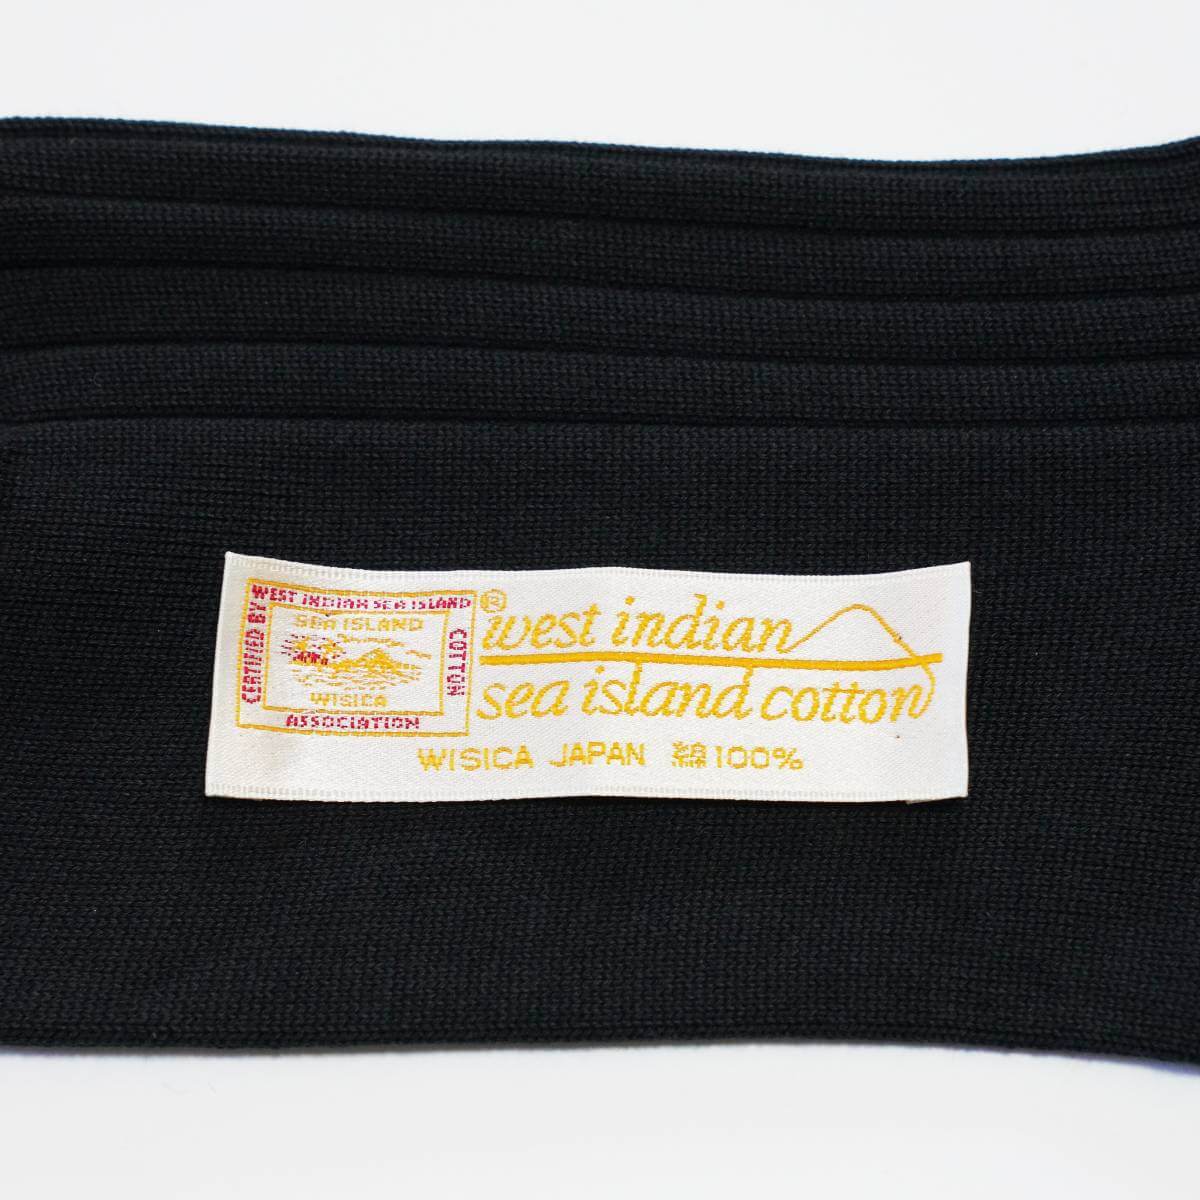 WEST INDIAN SEA ISLAND
CERTIFIED BY
SEA ISLAND
COTTON
WISICA
ASSOCIATION
®
west indian
sea island cotton
WISICA JAPAN 綿100%